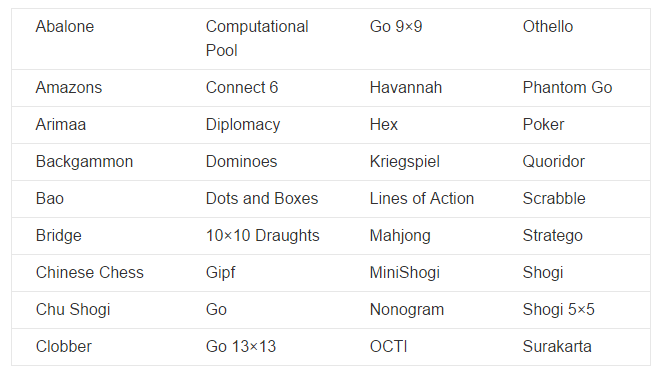 Abalone Computational Pool Go 9×9 Othello
Amazons Connect 6 Havannah Phantom Go
Arimaa Diplomacy Hex Poker
Backgammon Dominoes Kriegspiel Quoridor
Bao Dots and Boxes Lines of Action Scrabble
Bridge 10×10 Draughts Mahjong Stratego
Chinese Chess Gipf MiniShogi Shogi
Chu Shogi Go Nonogram Shogi 5×5
Clobber Go 13×13 OCTI Surakarta